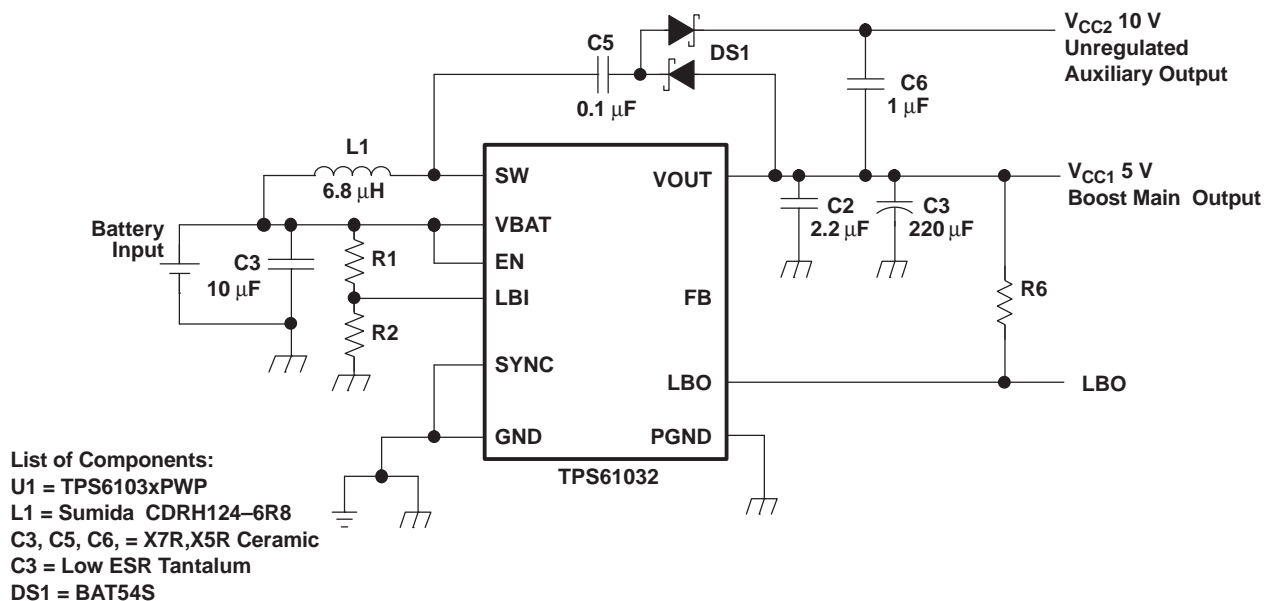 VCC2 10 V
Unregulated
Auxiliary Output
C5
0.1 μF
DS1
C6
1 μF
L1
6.8 μH
SW
VOUT
VCC1 5 V
Boost Main Output
Battery
Input
VBAT
C3
10 μF
R1
EN
C2
2.2 μF
C3
220 μF
LBI
FB
R6
R2
SYNC
LBO
LBO
GND
PGND
TPS61032
List of Components:
U1 = TPS6103xPWP
L1 = Sumida CDRH124–6R8
C3, C5, C6, = X7R,X5R Ceramic
C3 = Low ESR Tantalum
DS1 = BAT54S